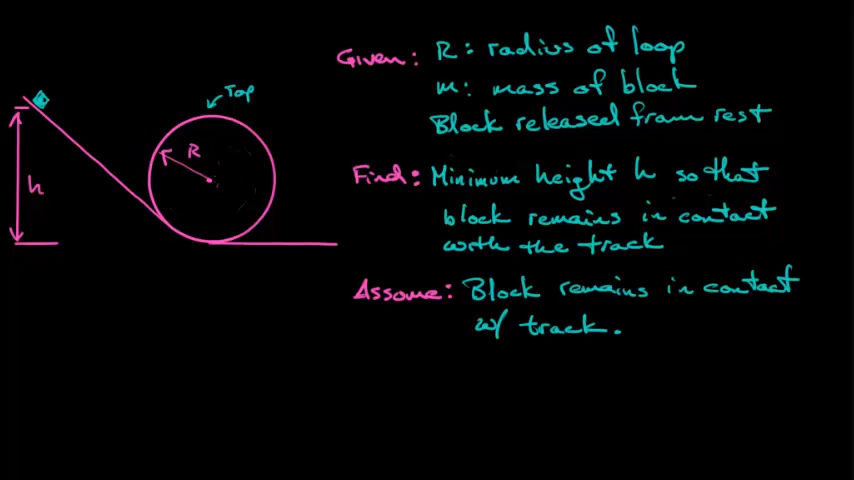 Given: R: radius of loop
m: mass of block
Block released from rest
Top
R
h
Find: Minimum height h so that
block remains in contact
with the track
Assume: Block remains in contact
w/ track.